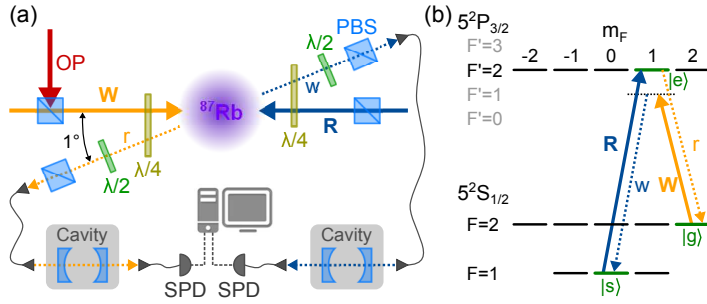 (a)
OP
W
1°
r
λ/2
λ/4
⁸⁷Rb
λ/2
PBS
w
R
λ/4
Cavity
SPD
SPD
Cavity
(b)
5²P₃/₂
m_F
F'=3
-2 -1 0 1 2
F'=2
|e⟩
F'=1
F'=0
R
w
W
r
5²S₁/₂
F=2
|g⟩
F=1
|s⟩